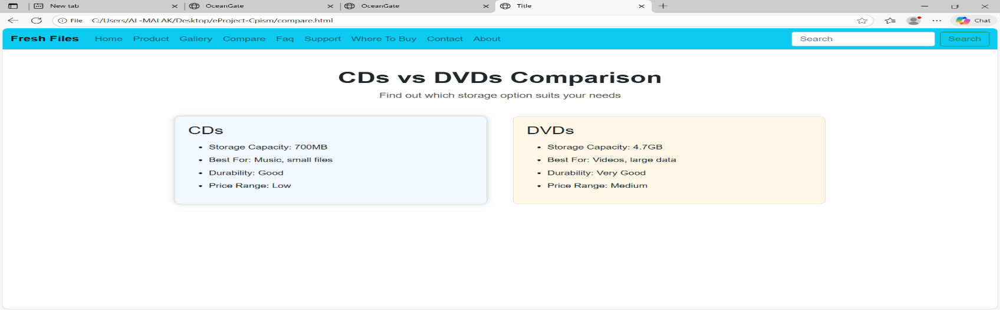 New tab
OceanGate
OceanGate
Title
File C:/Users/AL-MALAK/Desktop/eProject-Cpism/compare.html
Chat
Fresh Files Home Product Gallery Compare Faq Support Where To Buy Contact About Search Search
CDs vs DVDs Comparison
Find out which storage option suits your needs
CDs
• Storage Capacity: 700MB
• Best For: Music, small files
• Durability: Good
• Price Range: Low
DVDs
• Storage Capacity: 4.7GB
• Best For: Videos, large data
• Durability: Very Good
• Price Range: Medium